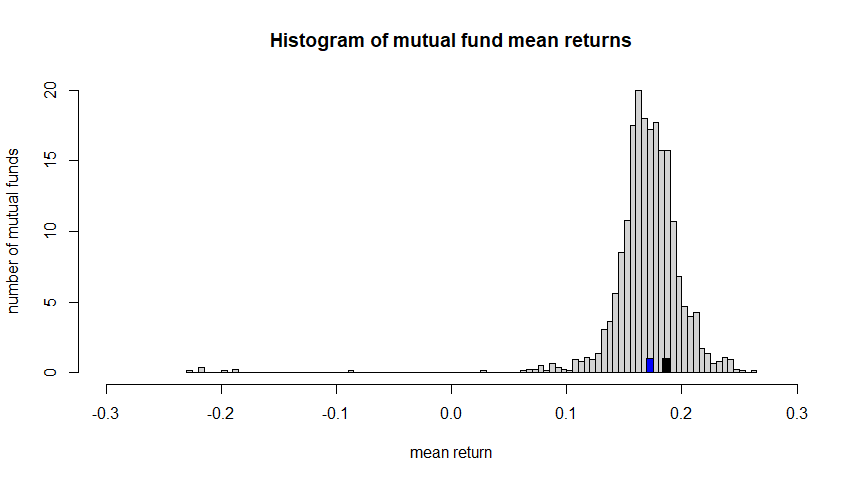 Histogram of mutual fund mean returns
number of mutual funds
20
15
10
5
0
-0.3 -0.2 -0.1 0.0 0.1 0.2 0.3
mean return